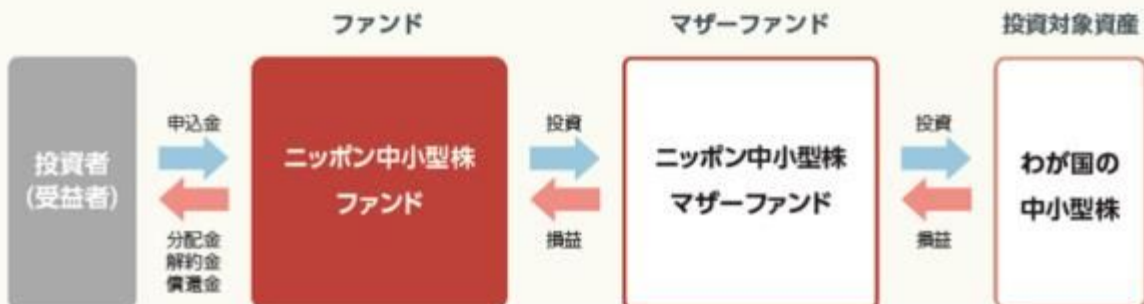 ファンド
マザーファンド
投資対象資産
投資者
(受益者)
申込金
分配金
解約金
償還金
ニッポン中小型株
ファンド
投資
損益
ニッポン中小型株
マザーファンド
投資
損益
わが国の
中小型株